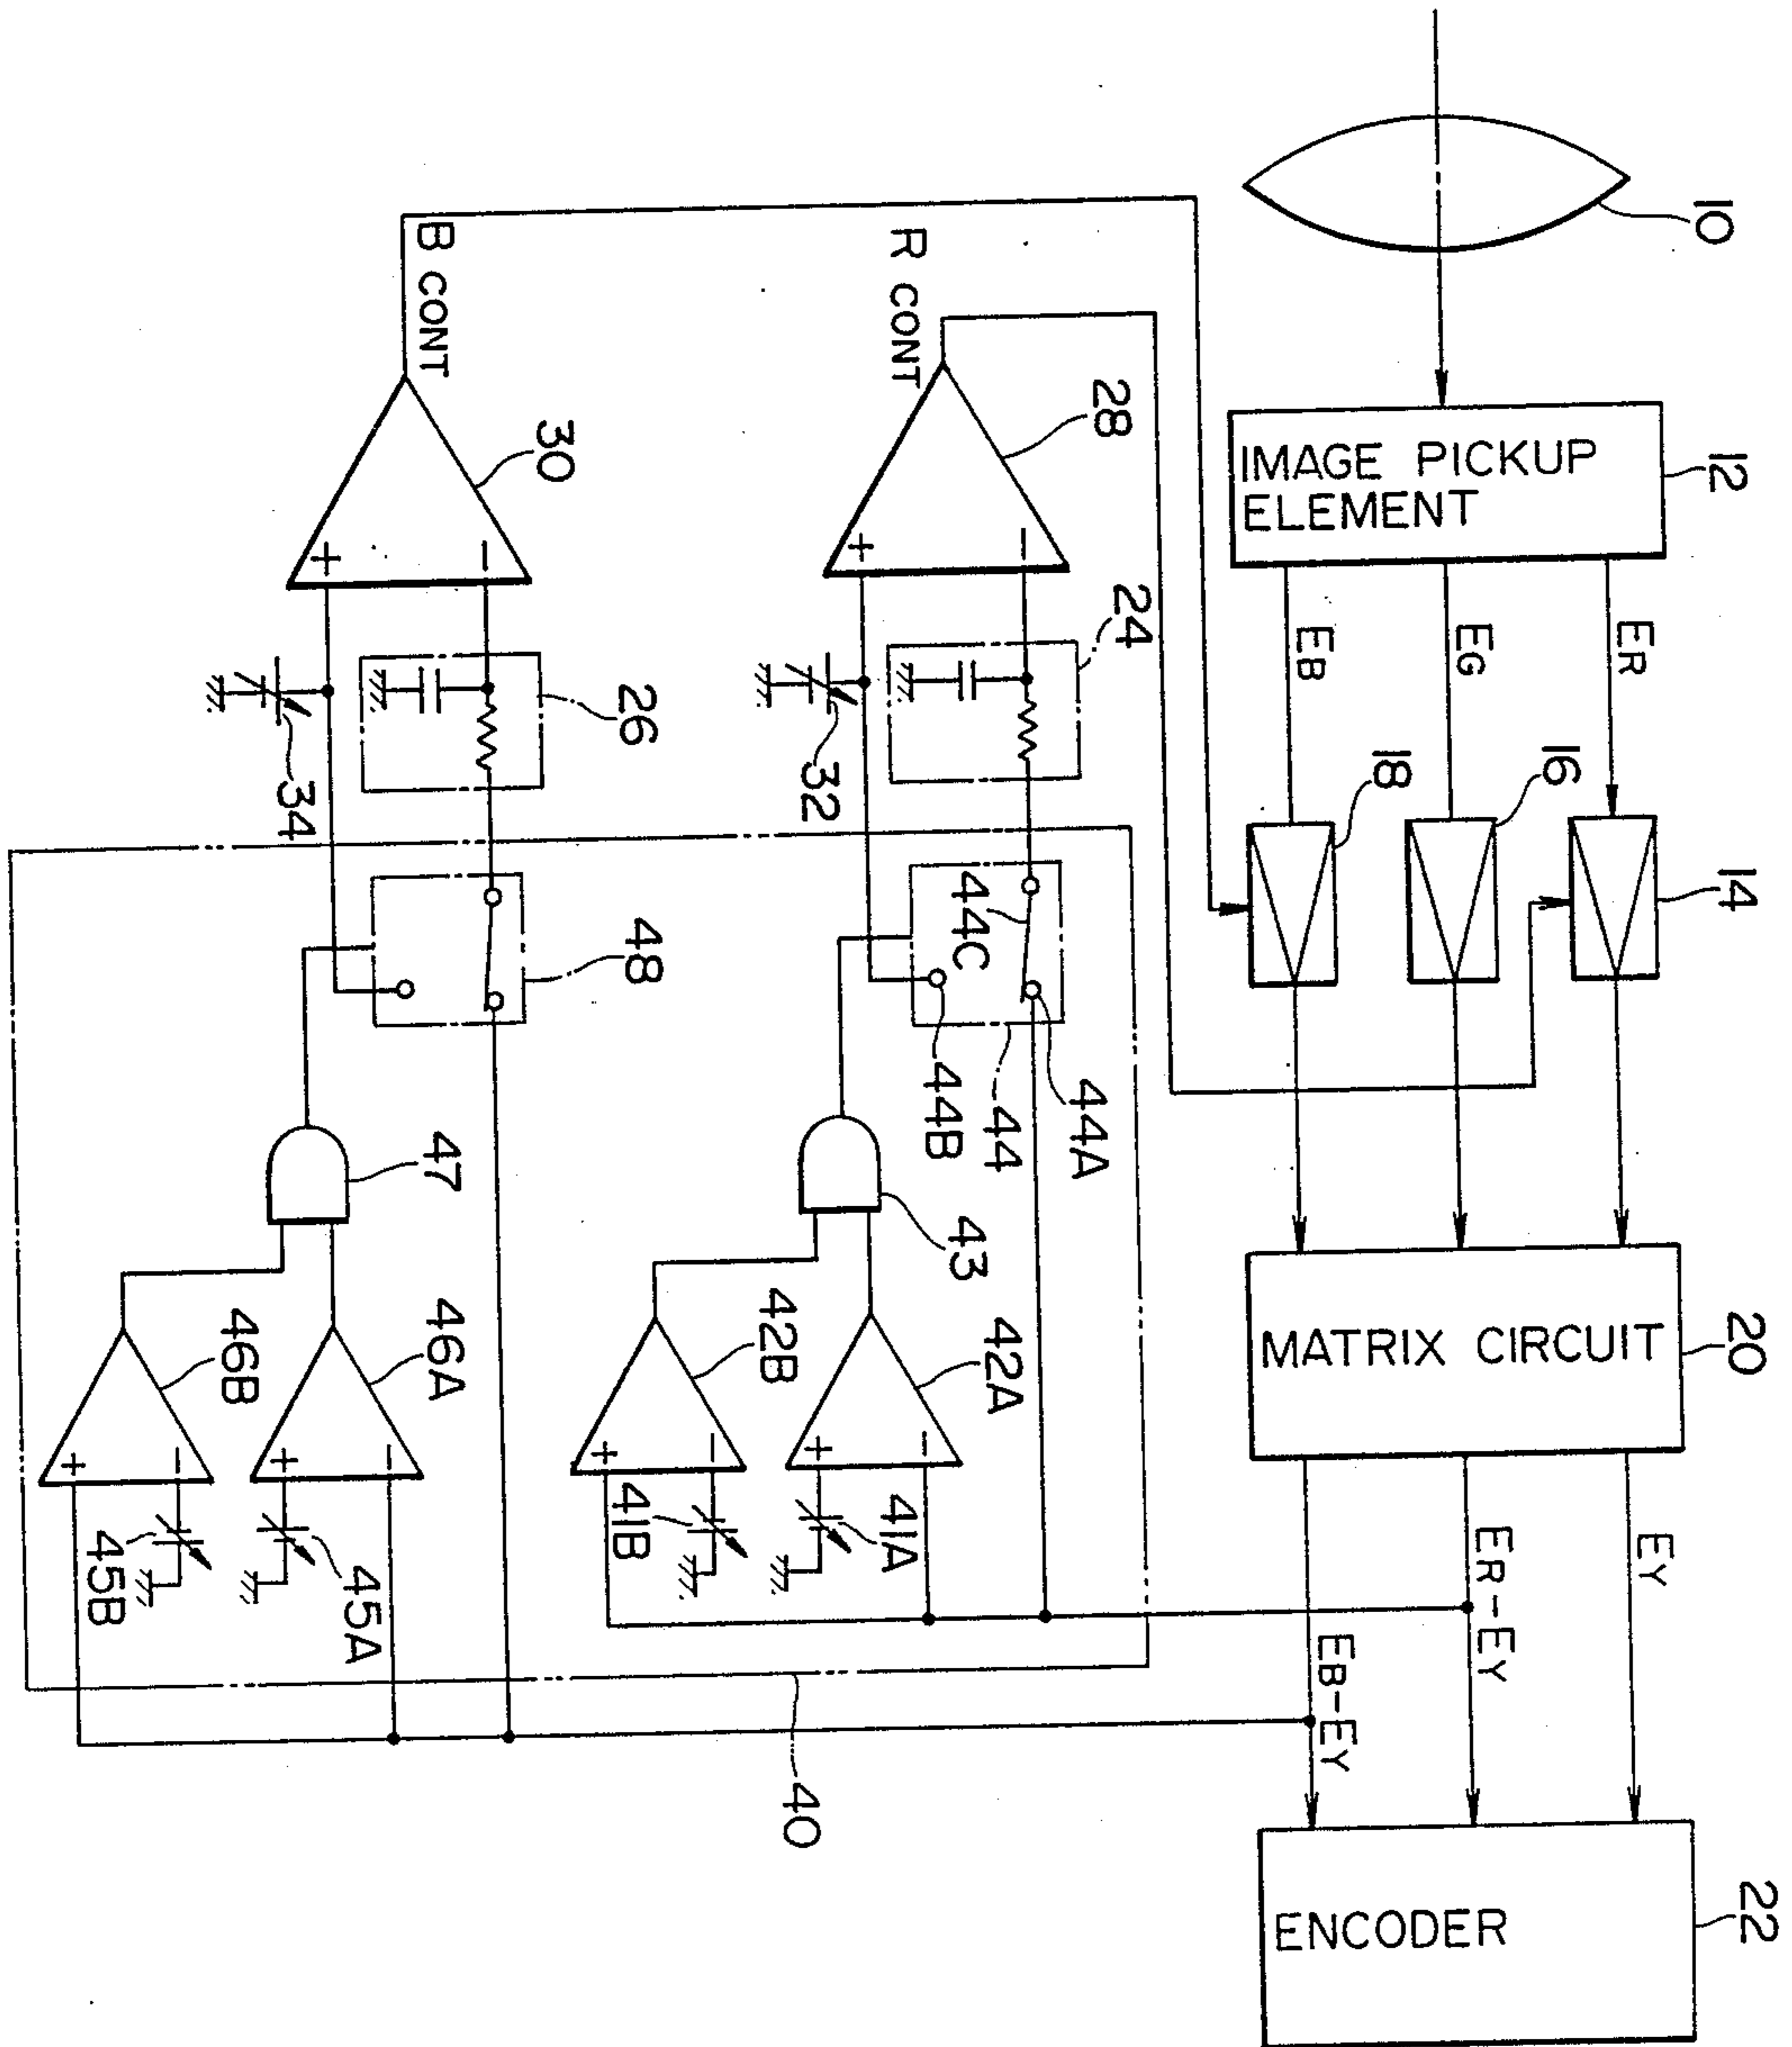 10
12
IMAGE PICKUP
ELEMENT
ER
EG
EB
14
16
18
20
MATRIX CIRCUIT
EY
ER-EY
EB-EY
22
ENCODER
R CONT
28
24
32
44C
44A
44B
44
43
42A
42B
41A
41B
+
-
+
-
+
-
B CONT
30
26
34
48
47
46A
46B
45A
45B
+
-
+
-
+
-
40